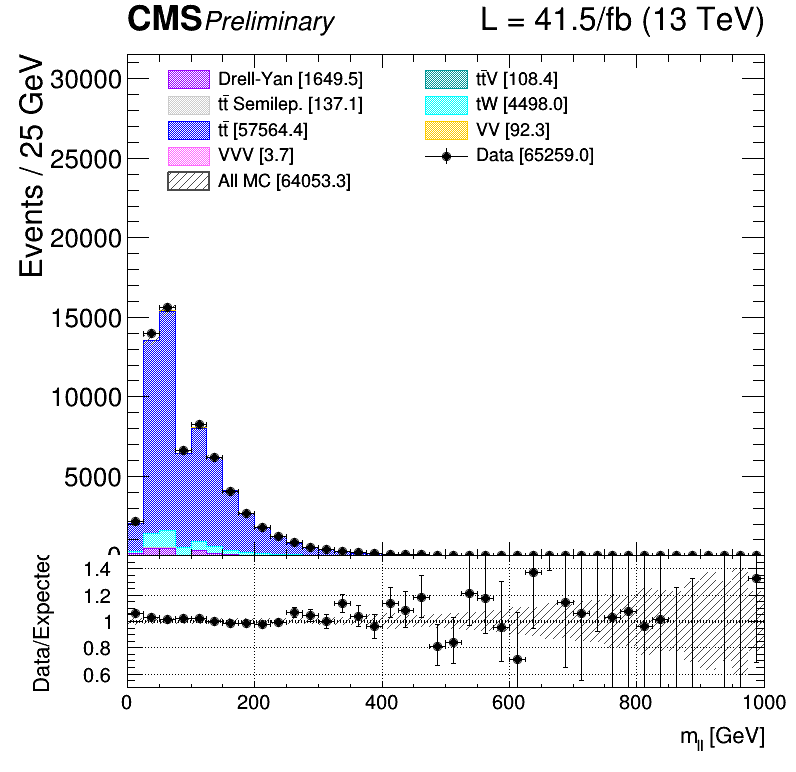 CMS Preliminary L = 41.5/fb (13 TeV)
Events / 25 GeV
30000
25000
20000
15000
10000
5000
0
Drell-Yan [1649.5]
tt̄ Semilep. [137.1]
tt̄ [57564.4]
VVV [3.7]
All MC [64053.3]
tt̄V [108.4]
tW [4498.0]
VV [92.3]
Data [65259.0]
Data/Expected
1.4
1.2
1
0.8
0.6
0 200 400 600 800 1000
m_ll [GeV]